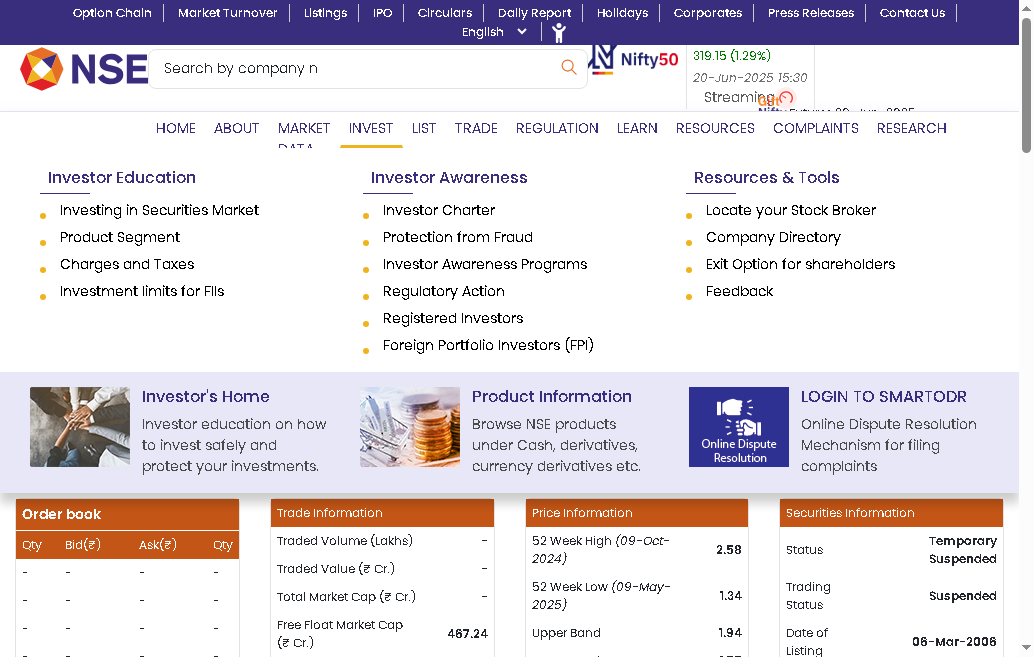 Option Chain Market Turnover Listings IPO Circulars Daily Report Holidays Corporates Press Releases Contact Us
English
NSE
Search by company n
Nifty50
319.15 (1.29%)
20-Jun-2025 15:30
Streaming
HOME ABOUT MARKET DATA INVEST LIST TRADE REGULATION LEARN RESOURCES COMPLAINTS RESEARCH
Investor Education
Investing in Securities Market
Product Segment
Charges and Taxes
Investment limits for FIIs
Investor Awareness
Investor Charter
Protection from Fraud
Investor Awareness Programs
Regulatory Action
Registered Investors
Foreign Portfolio Investors (FPI)
Resources & Tools
Locate your Stock Broker
Company Directory
Exit Option for shareholders
Feedback
Investor's Home
Investor education on how
to invest safely and
protect your investments.
Product Information
Browse NSE products
under Cash, derivatives,
currency derivatives etc.
Online Dispute
Resolution
LOGIN TO SMARTODR
Online Dispute Resolution
Mechanism for filing
complaints
Order book
Qty Bid(₹) Ask(₹) Qty
- - - -
- - - -
- - - -
- - - -
Trade Information
Traded Volume (Lakhs) -
Traded Value (₹ Cr.) -
Total Market Cap (₹ Cr.) -
Free Float Market Cap
(₹ Cr.) 467.24
Price Information
52 Week High (09-Oct-
2024) 2.58
52 Week Low (09-May-
2025) 1.34
Upper Band 1.94
Securities Information
Status Temporary
Suspended
Trading
Status Suspended
Date of
Listing 06-Mar-2006